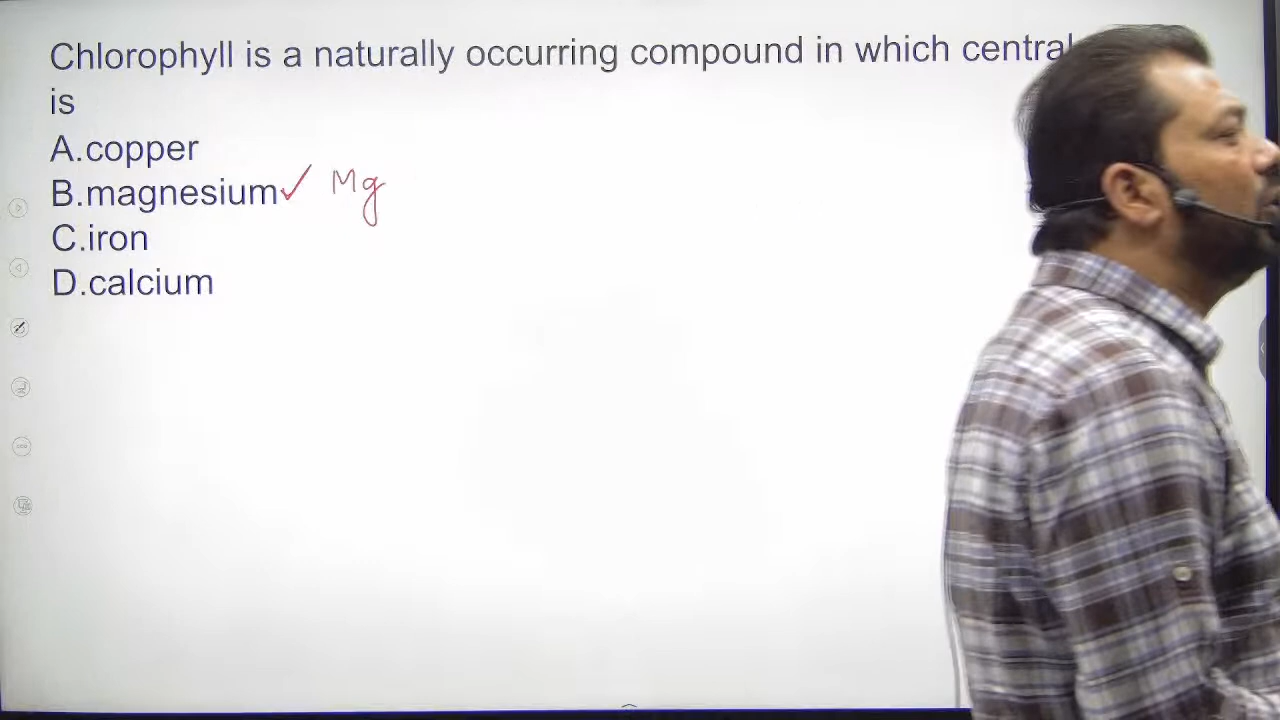 Chlorophyll is a naturally occurring compound in which central
is
A.copper
B.magnesium✓ Mg
C.iron
D.calcium